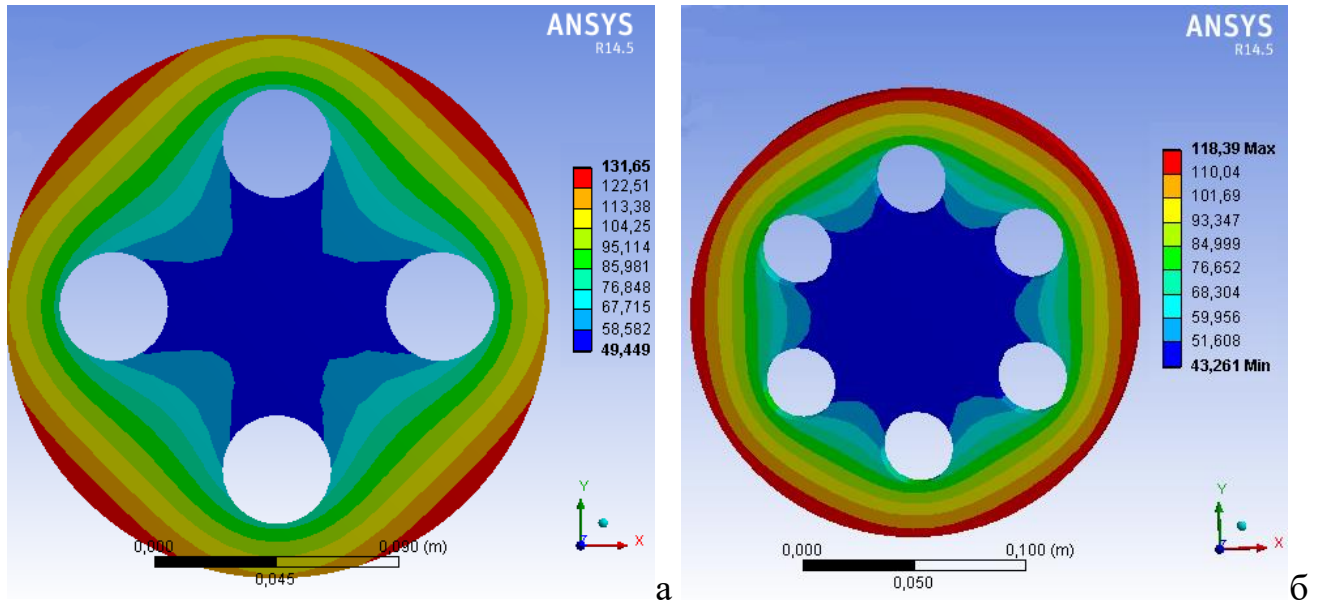 ANSYS
R14.5
131,65
122,51
113,38
104,25
95,114
85,981
76,848
67,715
58,582
49,449
Y
X
0,000
0,090 (m)
0,045
а
ANSYS
R14.5
118,39 Max
110,04
101,69
93,347
84,999
76,652
68,304
59,956
51,608
43,261 Min
Y
X
0,000
0,100 (m)
0,050
б